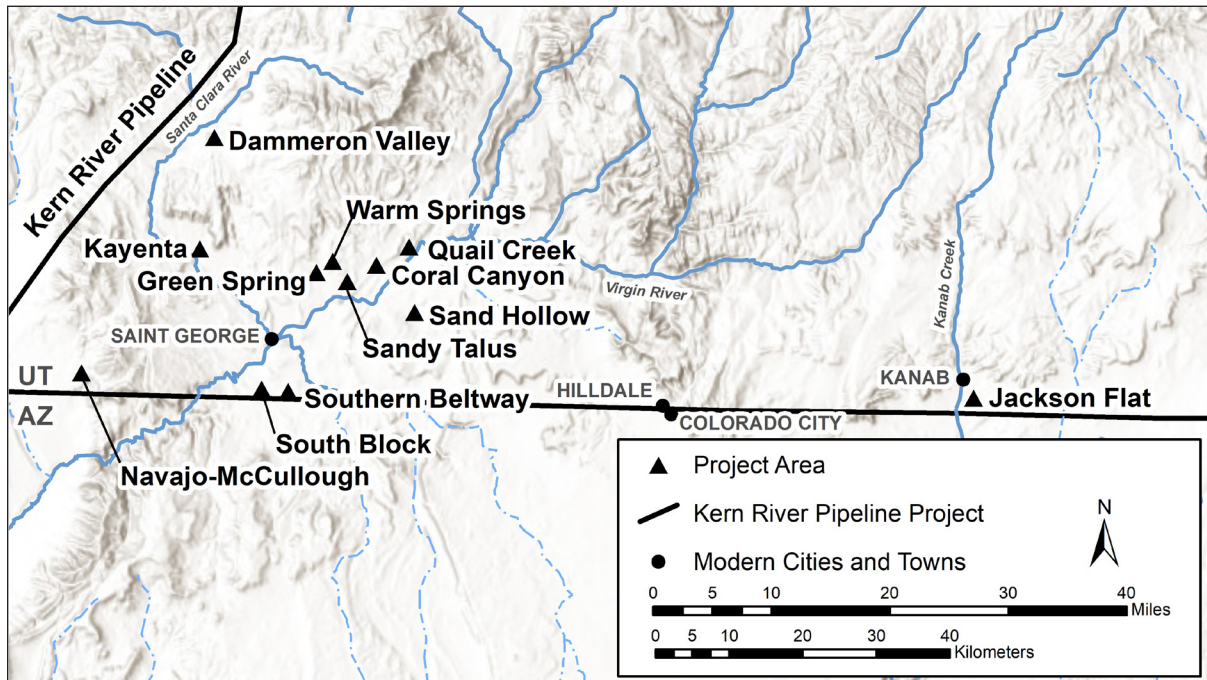 Kern River Pipeline
Santa Clara River
Dammeron Valley
Warm Springs
Kayenta
Quail Creek
Green Spring
Coral Canyon
Virgin River
Kanab Creek
Sand Hollow
SAINT GEORGE
Sandy Talus
UT
HILLDALE
KANAB
AZ
Southern Beltway
Jackson Flat
COLORADO CITY
South Block
Navajo-McCullough
Project Area
Kern River Pipeline Project
N
Modern Cities and Towns
0 5 5 10 20 30 40
Miles
0 5 10 20 30 40
Kilometers